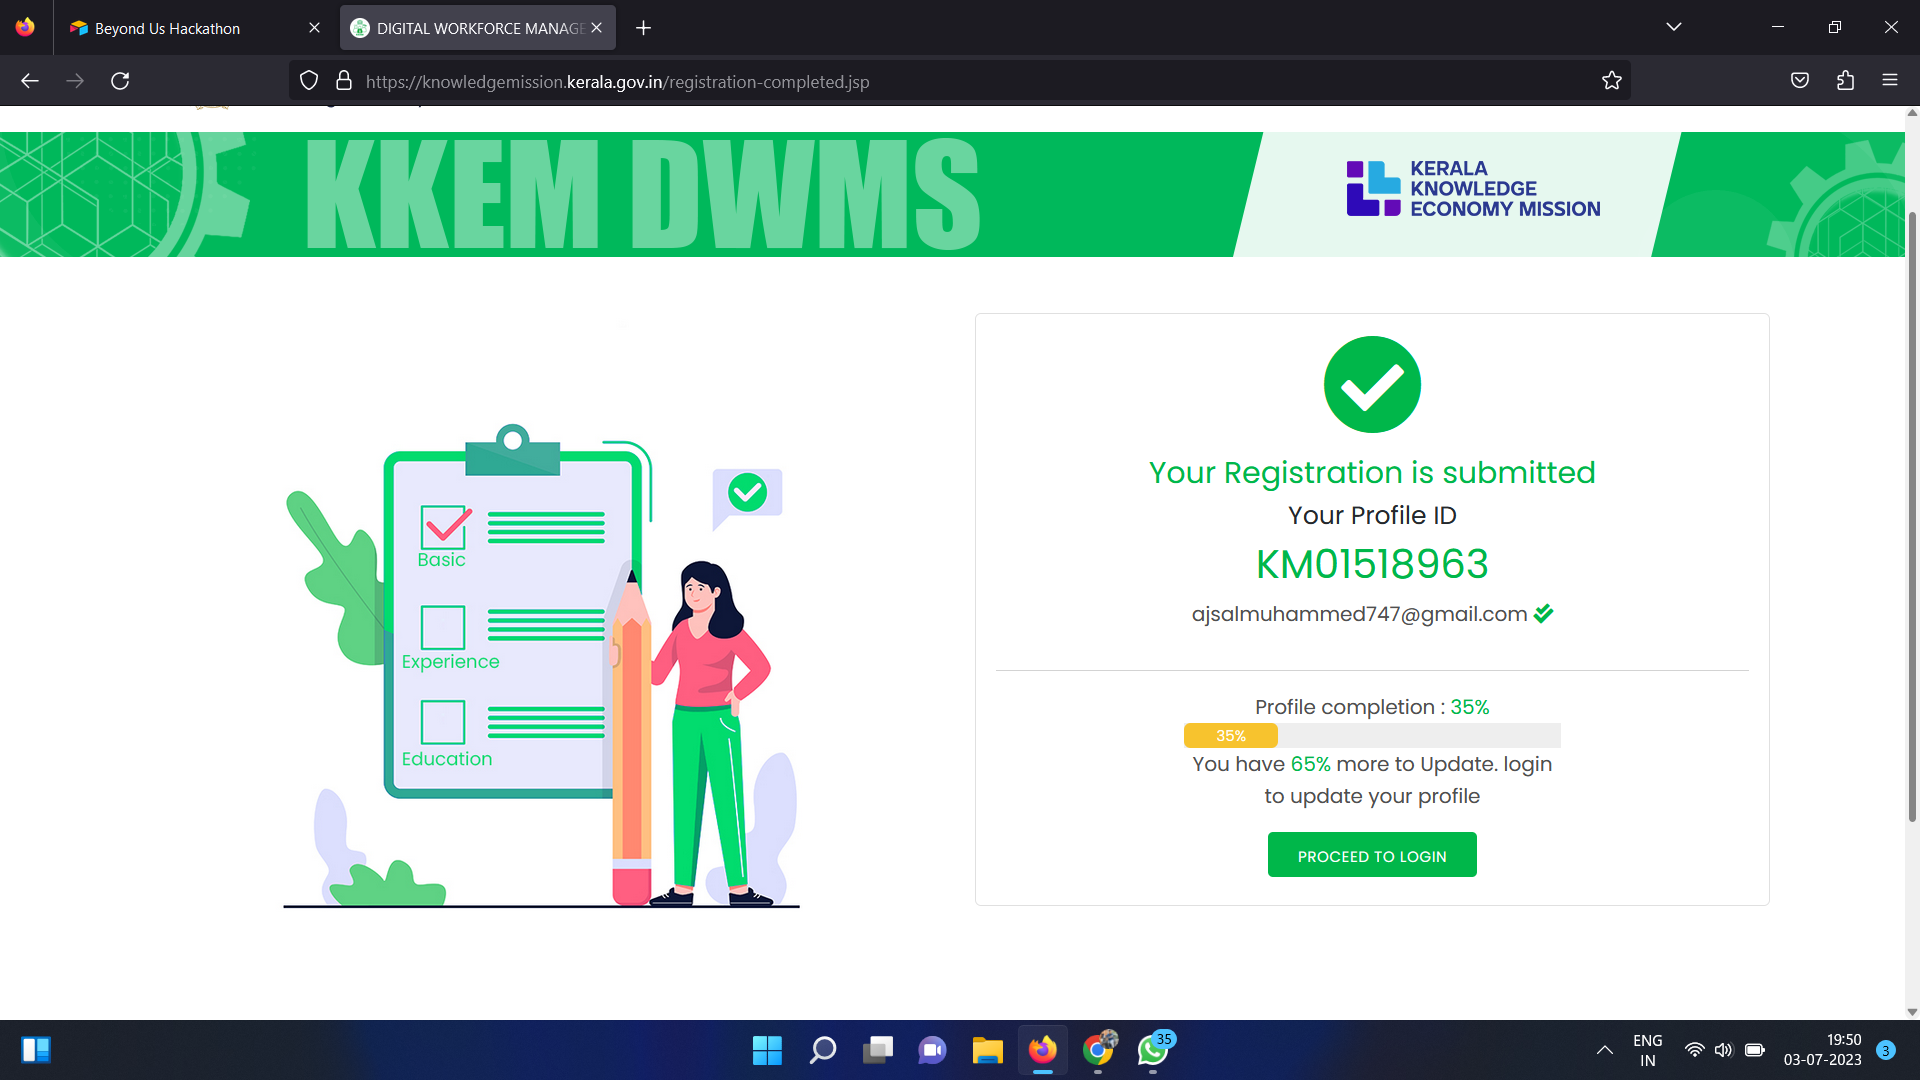 Beyond Us Hackathon
DIGITAL WORKFORCE MANAGE
https://knowledgemission.kerala.gov.in/registration-completed.jsp
KKEM DWMS
KERALA
KNOWLEDGE
ECONOMY MISSION
Basic
Experience
Education
Your Registration is submitted
Your Profile ID
KM01518963
ajsalmuhammed747@gmail.com
Profile completion : 35%
35%
You have 65% more to Update. login
to update your profile
PROCEED TO LOGIN
35
ENG
IN
19:50
03-07-2023
3